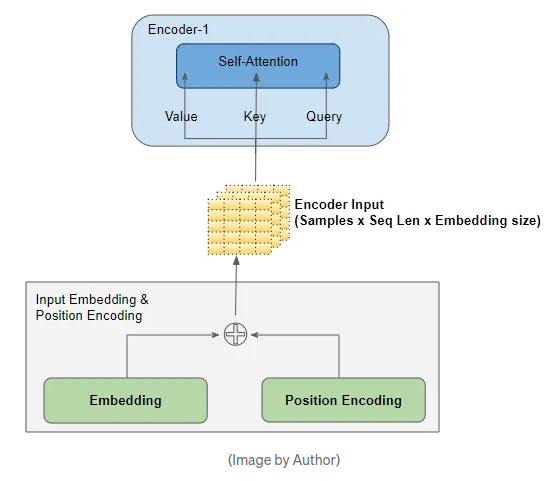 Encoder-1
Self-Attention
Value Key Query
Encoder Input
(Samples x Seq Len x Embedding size)
Input Embedding &
Position Encoding
Embedding Position Encoding
(Image by Author)